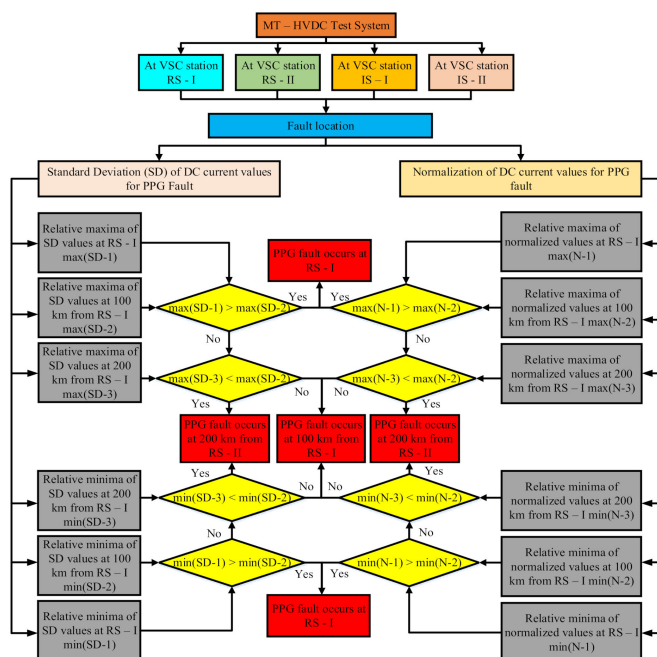 MT – HVDC Test System
At VSC station
RS - I
At VSC station
RS - II
At VSC station
IS – I
At VSC station
IS - II
Fault location
Standard Deviation (SD) of DC current values
for PPG Fault
Normalization of DC current values for PPG
fault
Relative maxima of
SD values at RS - I
max(SD-1)
PPG fault occurs at
RS - I
Relative maxima of
normalized values at RS – I
max(N-1)
Relative maxima of
SD values at 100
km from RS – I
max(SD-2)
max(SD-1) > max(SD-2)
Yes
Yes
max(N-1) > max(N-2)
Relative maxima of
normalized values at 100
km from RS – I max(N-2)
No
No
Relative maxima of
SD values at 200
km from RS – I
max(SD-3)
max(SD-3) < max(SD-2)
No
No
max(N-3) < max(N-2)
Relative maxima of
normalized values at 200
km from RS – I max(N-3)
Yes
Yes
PPG fault occurs
at 200 km from
RS - II
PPG fault occurs
at 100 km from
RS - I
PPG fault occurs
at 200 km from
RS - II
Yes
Yes
Relative minima of
SD values at 200
km from RS – I
min(SD-3)
min(SD-3) < min(SD-2)
No
No
min(N-3) < min(N-2)
Relative minima of
normalized values at 200
km from RS – I min(N-3)
No
No
Relative minima of
SD values at 100
km from RS – I
min(SD-2)
min(SD-1) > min(SD-2)
Yes
Yes
min(N-1) > min(N-2)
Relative minima of
normalized values at 100
km from RS – I min(N-2)
PPG fault occurs at
RS - I
Relative minima of
SD values at RS – I
min(SD-1)
Relative minima of
normalized values at RS – I
min(N-1)